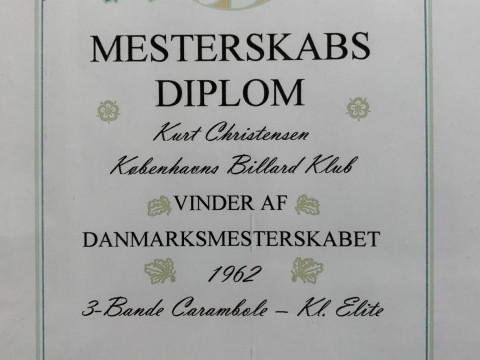 MESTERSKABS
DIPLOM
Kurt Christensen
Københavns Billard Klub
VINDER AF
DANMARKSMESTERSKABET
1962
3-Bande Carambole – Kl. Elite